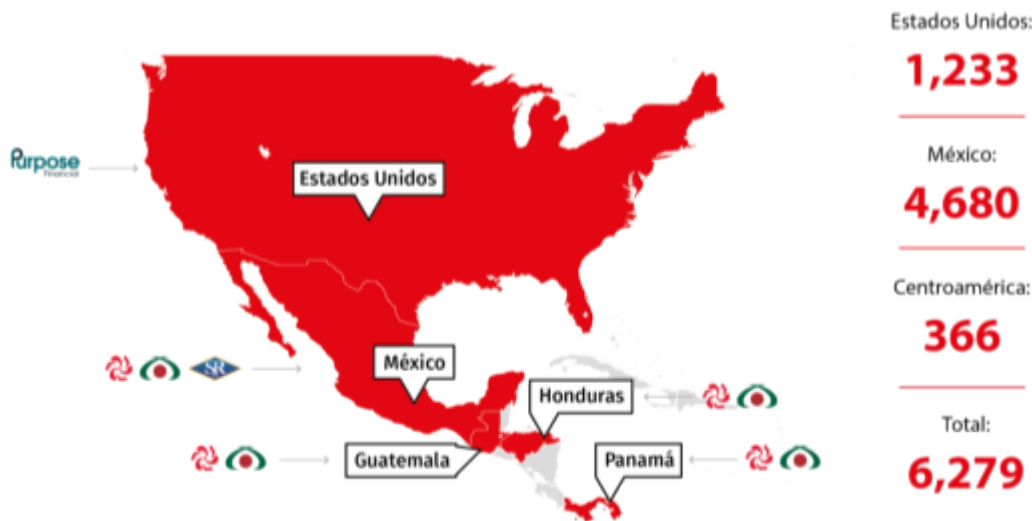 Estados Unidos:
1,233
México:
4,680
Centroamérica:
366
Total:
6,279
Purpose
Financial
Estados Unidos
SR
México
Honduras
Guatemala
Panamá